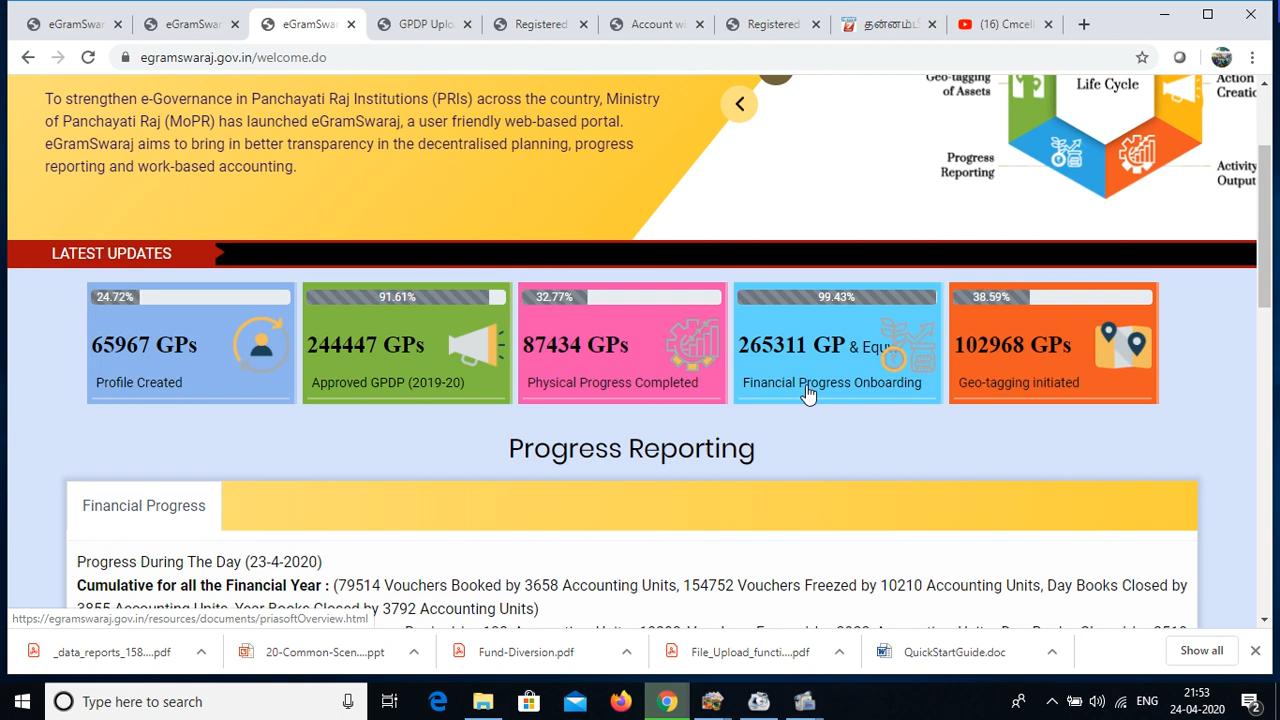 eGramSwar
eGramSwar
eGramSwar
GPDP Uplo
Registered
Account wi
Registered
தன்னம்பி
(16) Cmcell
egramswaraj.gov.in/welcome.do
To strengthen e-Governance in Panchayati Raj Institutions (PRIs) across the country, Ministry
of Panchayati Raj (MoPR) has launched eGramSwaraj, a user friendly web-based portal.
eGramSwaraj aims to bring in better transparency in the decentralised planning, progress
reporting and work-based accounting.
Geo-tagging
of Assets
Life Cycle
Action
Creatic
Progress
Reporting
Activity
Output
LATEST UPDATES
24.72%
65967 GPs
Profile Created
91.61%
244447 GPs
Approved GPDP (2019-20)
32.77%
87434 GPs
Physical Progress Completed
99.43%
265311 GP & Equ
Financial Progress Onboarding
38.59%
102968 GPs
Geo-tagging initiated
Progress Reporting
Financial Progress
Progress During The Day (23-4-2020)
Cumulative for all the Financial Year : (79514 Vouchers Booked by 3658 Accounting Units, 154752 Vouchers Freezed by 10210 Accounting Units, Day Books Closed by
3855 Accounting Units, Year Books Closed by 3792 Accounting Units)
https://egramswaraj.gov.in/resources/documents/priasoftOverview.html
_data_reports_158....pdf
20-Common-Scen....ppt
Fund-Diversion.pdf
File_Upload_functi....pdf
QuickStartGuide.doc
Show all
Type here to search
ENG
21:53
24-04-2020
2